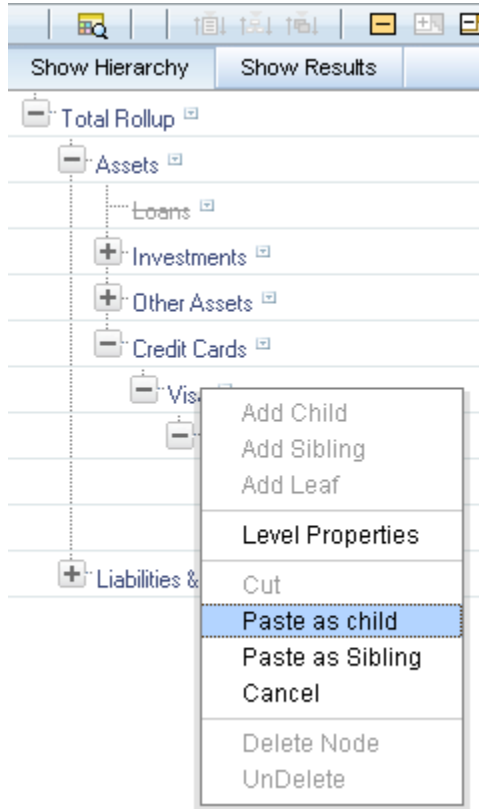 Show Hierarchy Show Results
Total Rollup
Assets
Loans
Investments
Other Assets
Credit Cards
Add Child
Add Sibling
Add Leaf
Level Properties
Liabilities &
Cut
Paste as child
Paste as Sibling
Cancel
Delete Node
UnDelete